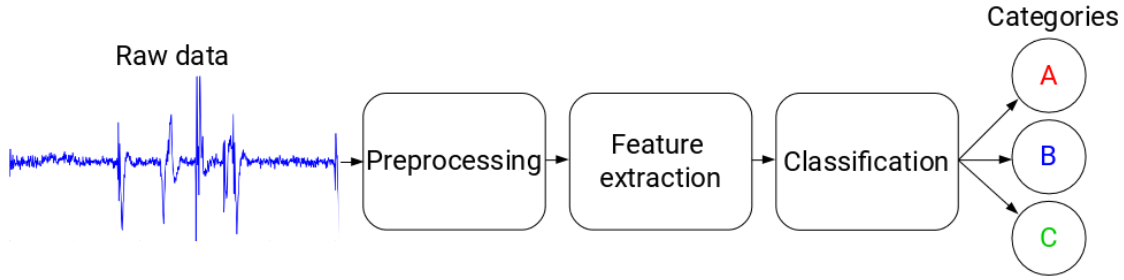 Raw data
Preprocessing
Feature
extraction
Classification
Categories
A
B
C